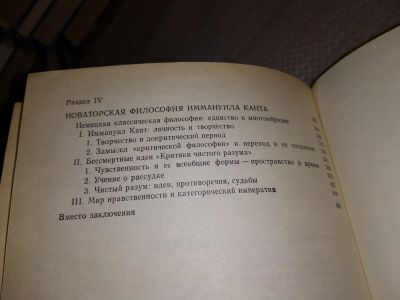 Раздел IV
НОВАТОРСКАЯ ФИЛОСОФИЯ ИММАНУИЛА КАНТА
Немецкая классическая философия: единство в многообразии
I. Иммануил Кант: личность и творчество
1. Творчество в докритический период
2. Замысел «критической философии» и переход к ее созданию
II. Бессмертные идеи «Критики чистого разума»
1. Чувственность и ее всеобщие формы — пространство и время
2. Учение о рассудке
3. Чистый разум: идеи, противоречия, судьбы
III. Мир нравственности и категорический императив
Вместо заключения